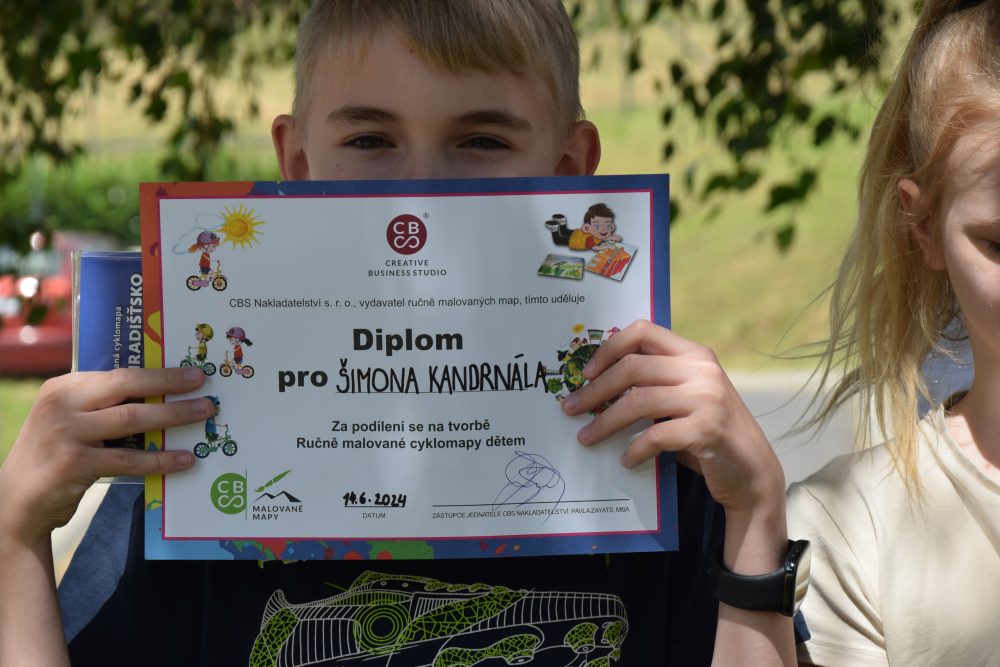 CBS
®
CREATIVE
BUSINESS STUDIO
CBS Nakladatelství s. r. o., vydavatel ručně malovaných map, tímto uděluje
Diplom
pro ŠIMONA KANDRNÁLA
Za podílení se na tvorbě
Ručně malované cyklomapy dětem
CBS
MALOVANÉ
MAPY
14.6.2024
DATUM
ZÁSTUPCE JEDNATELE CBS NAKLADATELSTVÍ: PAVLA ZAYATS, MBA
HRADIŠŤSKO
cyklomapa